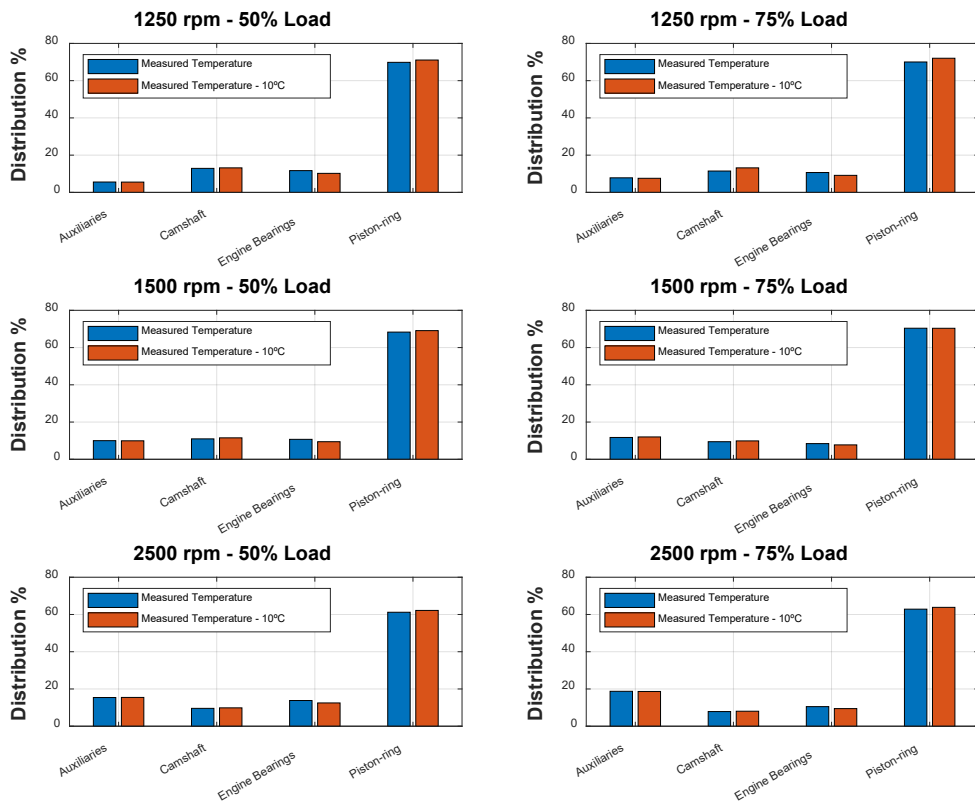 1250 rpm - 50% Load
Distribution %
80
60
40
20
0
Measured Temperature
Measured Temperature - 10ºC
Auxiliaries
Camshaft
Engine Bearings
Piston-ring
1250 rpm - 75% Load
Distribution %
80
60
40
20
0
Measured Temperature
Measured Temperature - 10ºC
Auxiliaries
Camshaft
Engine Bearings
Piston-ring
1500 rpm - 50% Load
Distribution %
80
60
40
20
0
Measured Temperature
Measured Temperature - 10ºC
Auxiliaries
Camshaft
Engine Bearings
Piston-ring
1500 rpm - 75% Load
Distribution %
80
60
40
20
0
Measured Temperature
Measured Temperature - 10ºC
Auxiliaries
Camshaft
Engine Bearings
Piston-ring
2500 rpm - 50% Load
Distribution %
80
60
40
20
0
Measured Temperature
Measured Temperature - 10ºC
Auxiliaries
Camshaft
Engine Bearings
Piston-ring
2500 rpm - 75% Load
Distribution %
80
60
40
20
0
Measured Temperature
Measured Temperature - 10ºC
Auxiliaries
Camshaft
Engine Bearings
Piston-ring